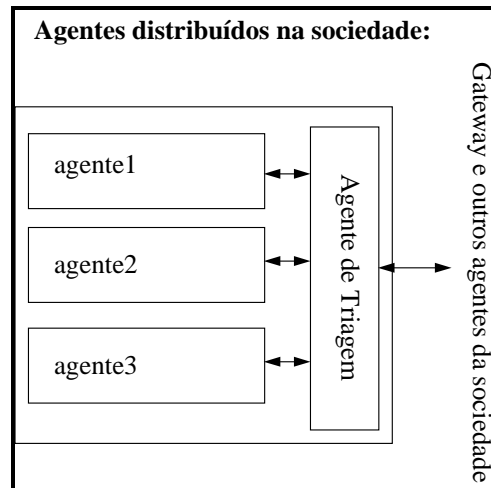 Agentes distribuídos na sociedade:
agente1
agente2
agente3
Agente de Triagem
Gateway e outros agentes da sociedade